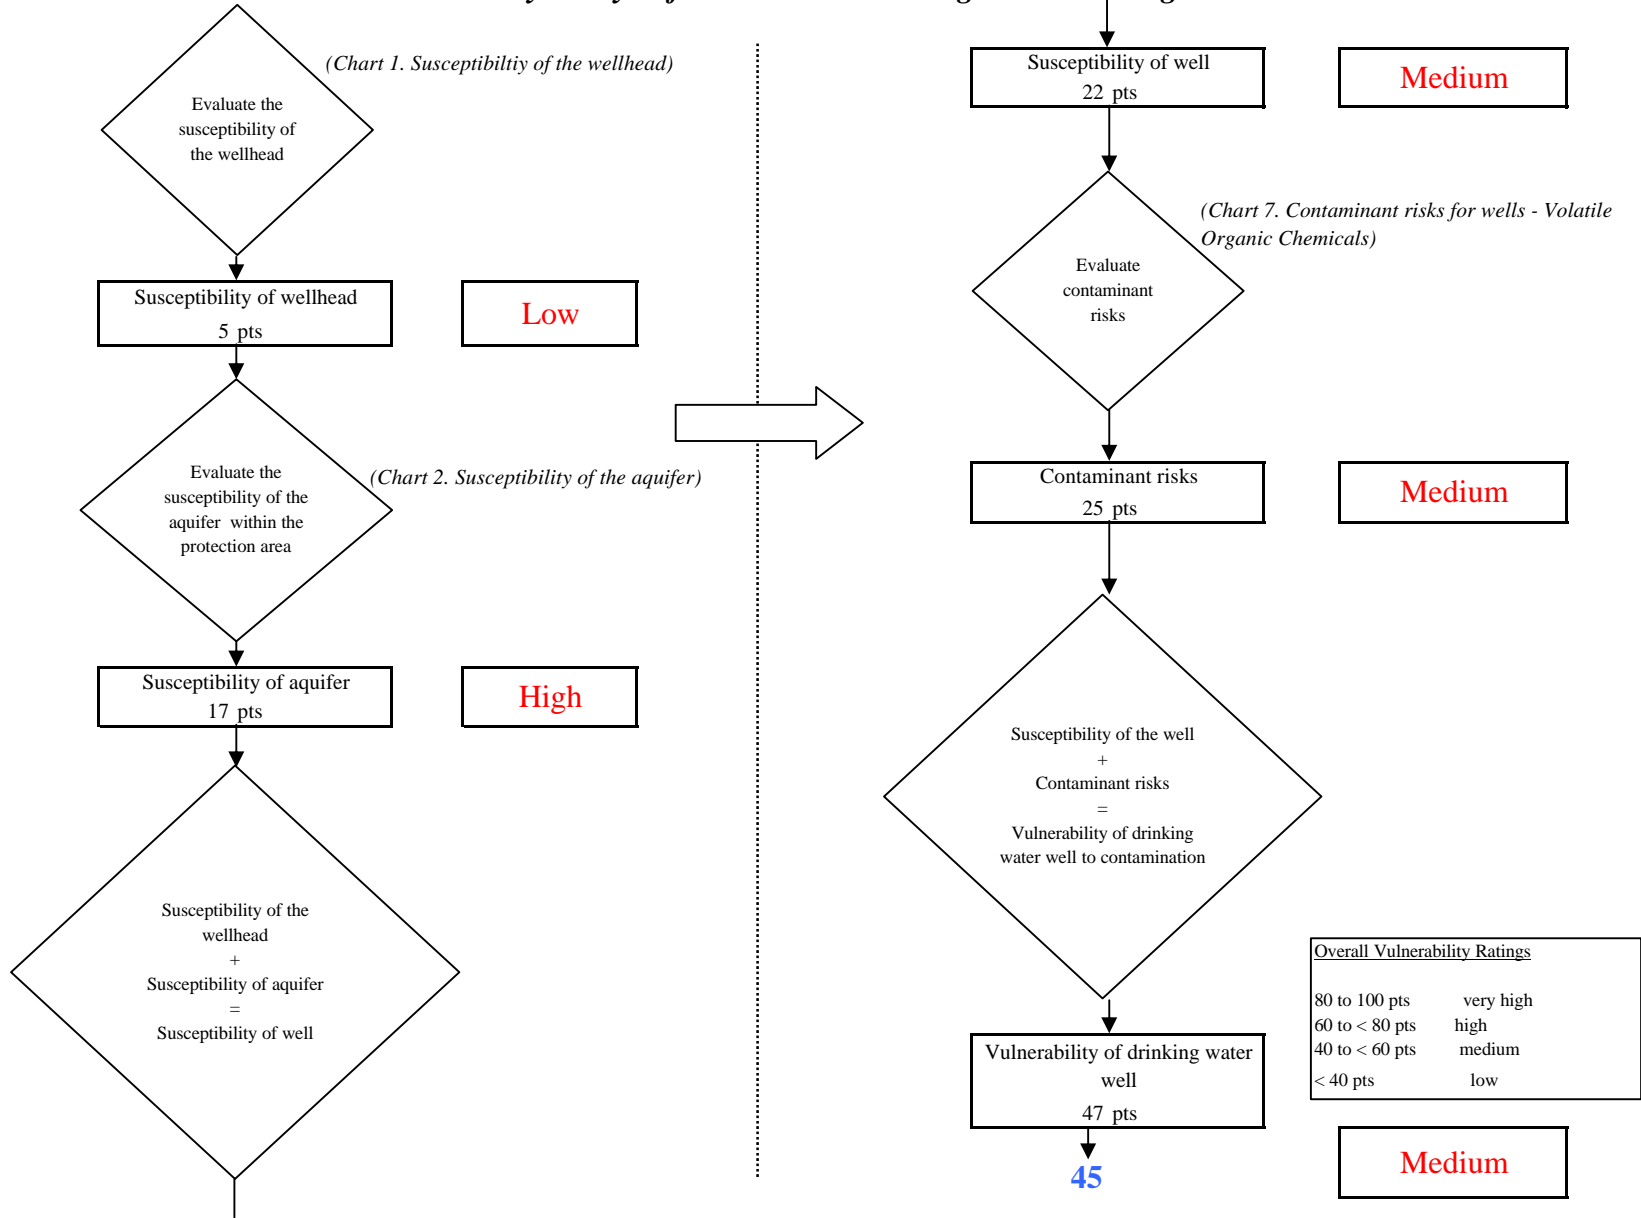 (Chart 1. Susceptibiltiy of the wellhead)
Evaluate the
susceptibility of
the wellhead
Susceptibility of wellhead
5 pts
Low
Evaluate the
susceptibility of the
aquifer within the
protection area
(Chart 2. Susceptibility of the aquifer)
Susceptibility of aquifer
17 pts
High
Susceptibility of the
wellhead
+
Susceptibility of aquifer
=
Susceptibility of well
Susceptibility of well
22 pts
Medium
(Chart 7. Contaminant risks for wells - Volatile
Organic Chemicals)
Evaluate
contaminant
risks
Contaminant risks
25 pts
Medium
Susceptibility of the well
+
Contaminant risks
=
Vulnerability of drinking
water well to contamination
Overall Vulnerability Ratings
80 to 100 pts very high
60 to < 80 pts high
40 to < 60 pts medium
< 40 pts low
Vulnerability of drinking water
well
47 pts
45
Medium